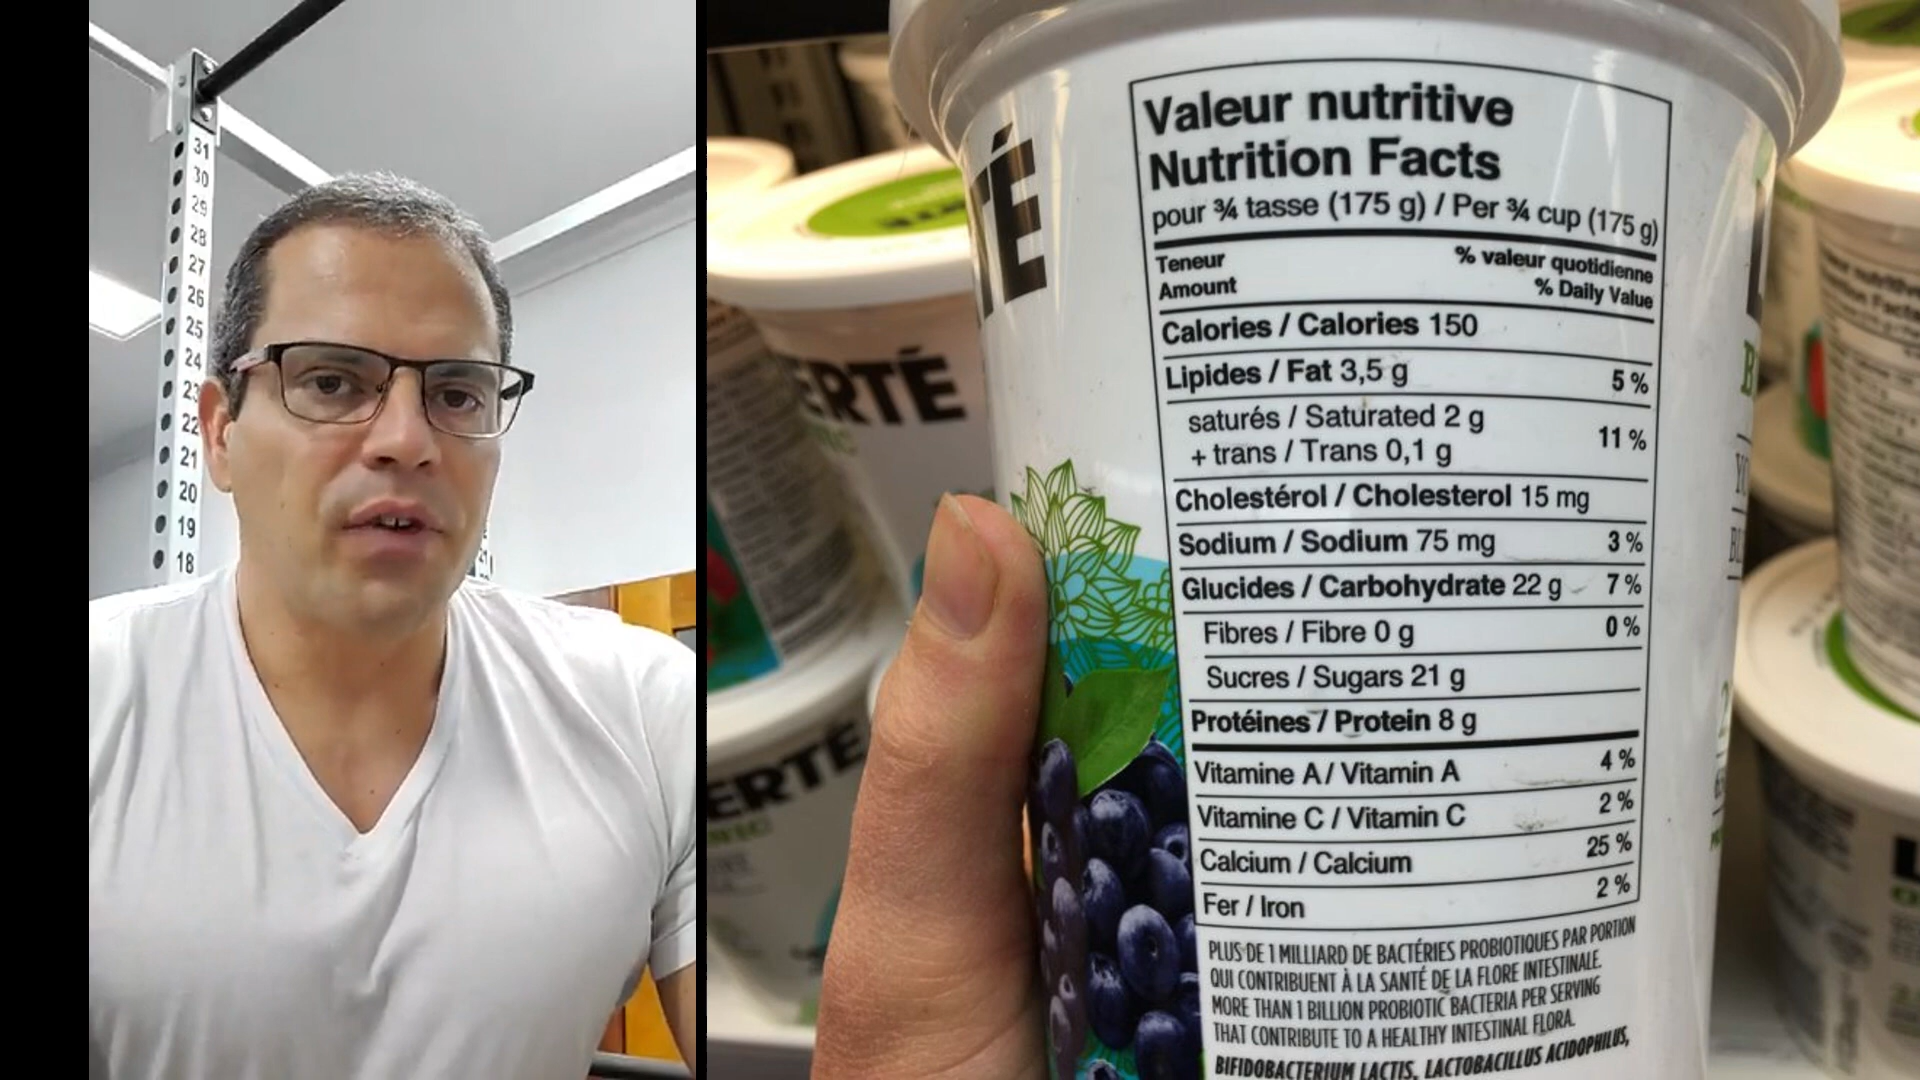 31
30
29
28
27
26
25
24
23
22
21
20
19
18
Valeur nutritive
Nutrition Facts
pour ¾ tasse (175 g) / Per ¾ cup (175 g)
Teneur % valeur quotidienne
Amount % Daily Value
Calories / Calories 150
Lipides / Fat 3,5 g 5 %
saturés / Saturated 2 g
+ trans / Trans 0,1 g 11 %
Cholestérol / Cholesterol 15 mg
Sodium / Sodium 75 mg 3 %
Glucides / Carbohydrate 22 g 7 %
Fibres / Fibre 0 g 0 %
Sucres / Sugars 21 g
Protéines / Protein 8 g
Vitamine A / Vitamin A 4 %
Vitamine C / Vitamin C 2 %
Calcium / Calcium 25 %
Fer / Iron 2 %
PLUS DE 1 MILLIARD DE BACTÉRIES PROBIOTIQUES PAR PORTION
QUI CONTRIBUENT À LA SANTÉ DE LA FLORE INTESTINALE.
MORE THAN 1 BILLION PROBIOTIC BACTERIA PER SERVING
THAT CONTRIBUTE TO A HEALTHY INTESTINAL FLORA.
BIFIDOBACTERIUM LACTIS, LACTOBACILLUS ACIDOPHILUS,
TÉ
ERTÉ
ERTÉ